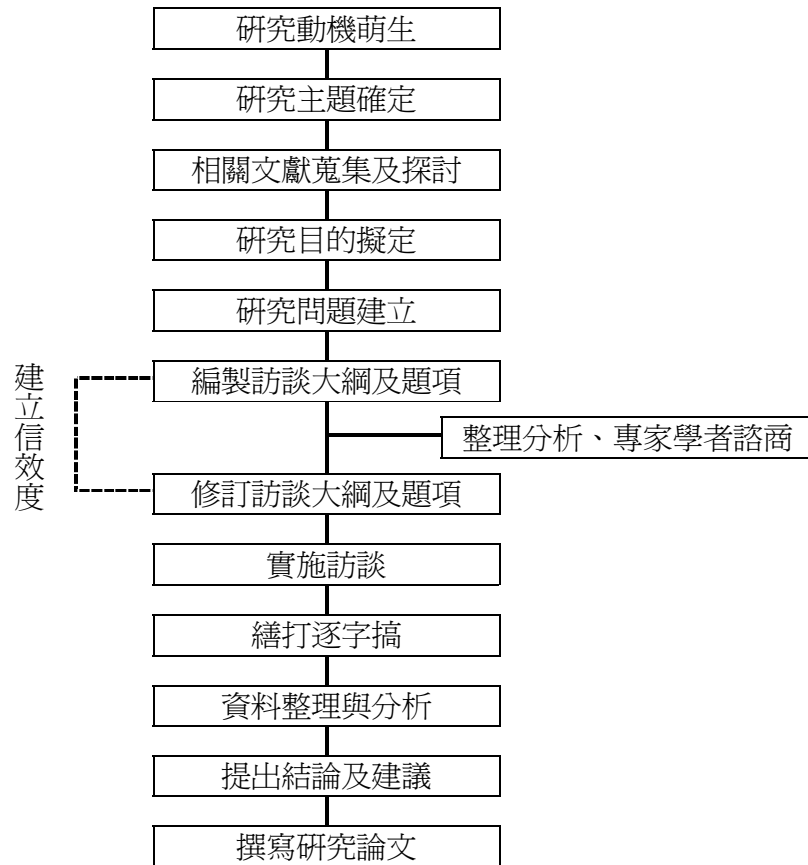 研究動機萌生
研究主題確定
相關文獻蒐集及探討
研究目的擬定
研究問題建立
建立信效度
編製訪談大綱及題項
整理分析、專家學者諮商
修訂訪談大綱及題項
實施訪談
繕打逐字搞
資料整理與分析
提出結論及建議
撰寫研究論文